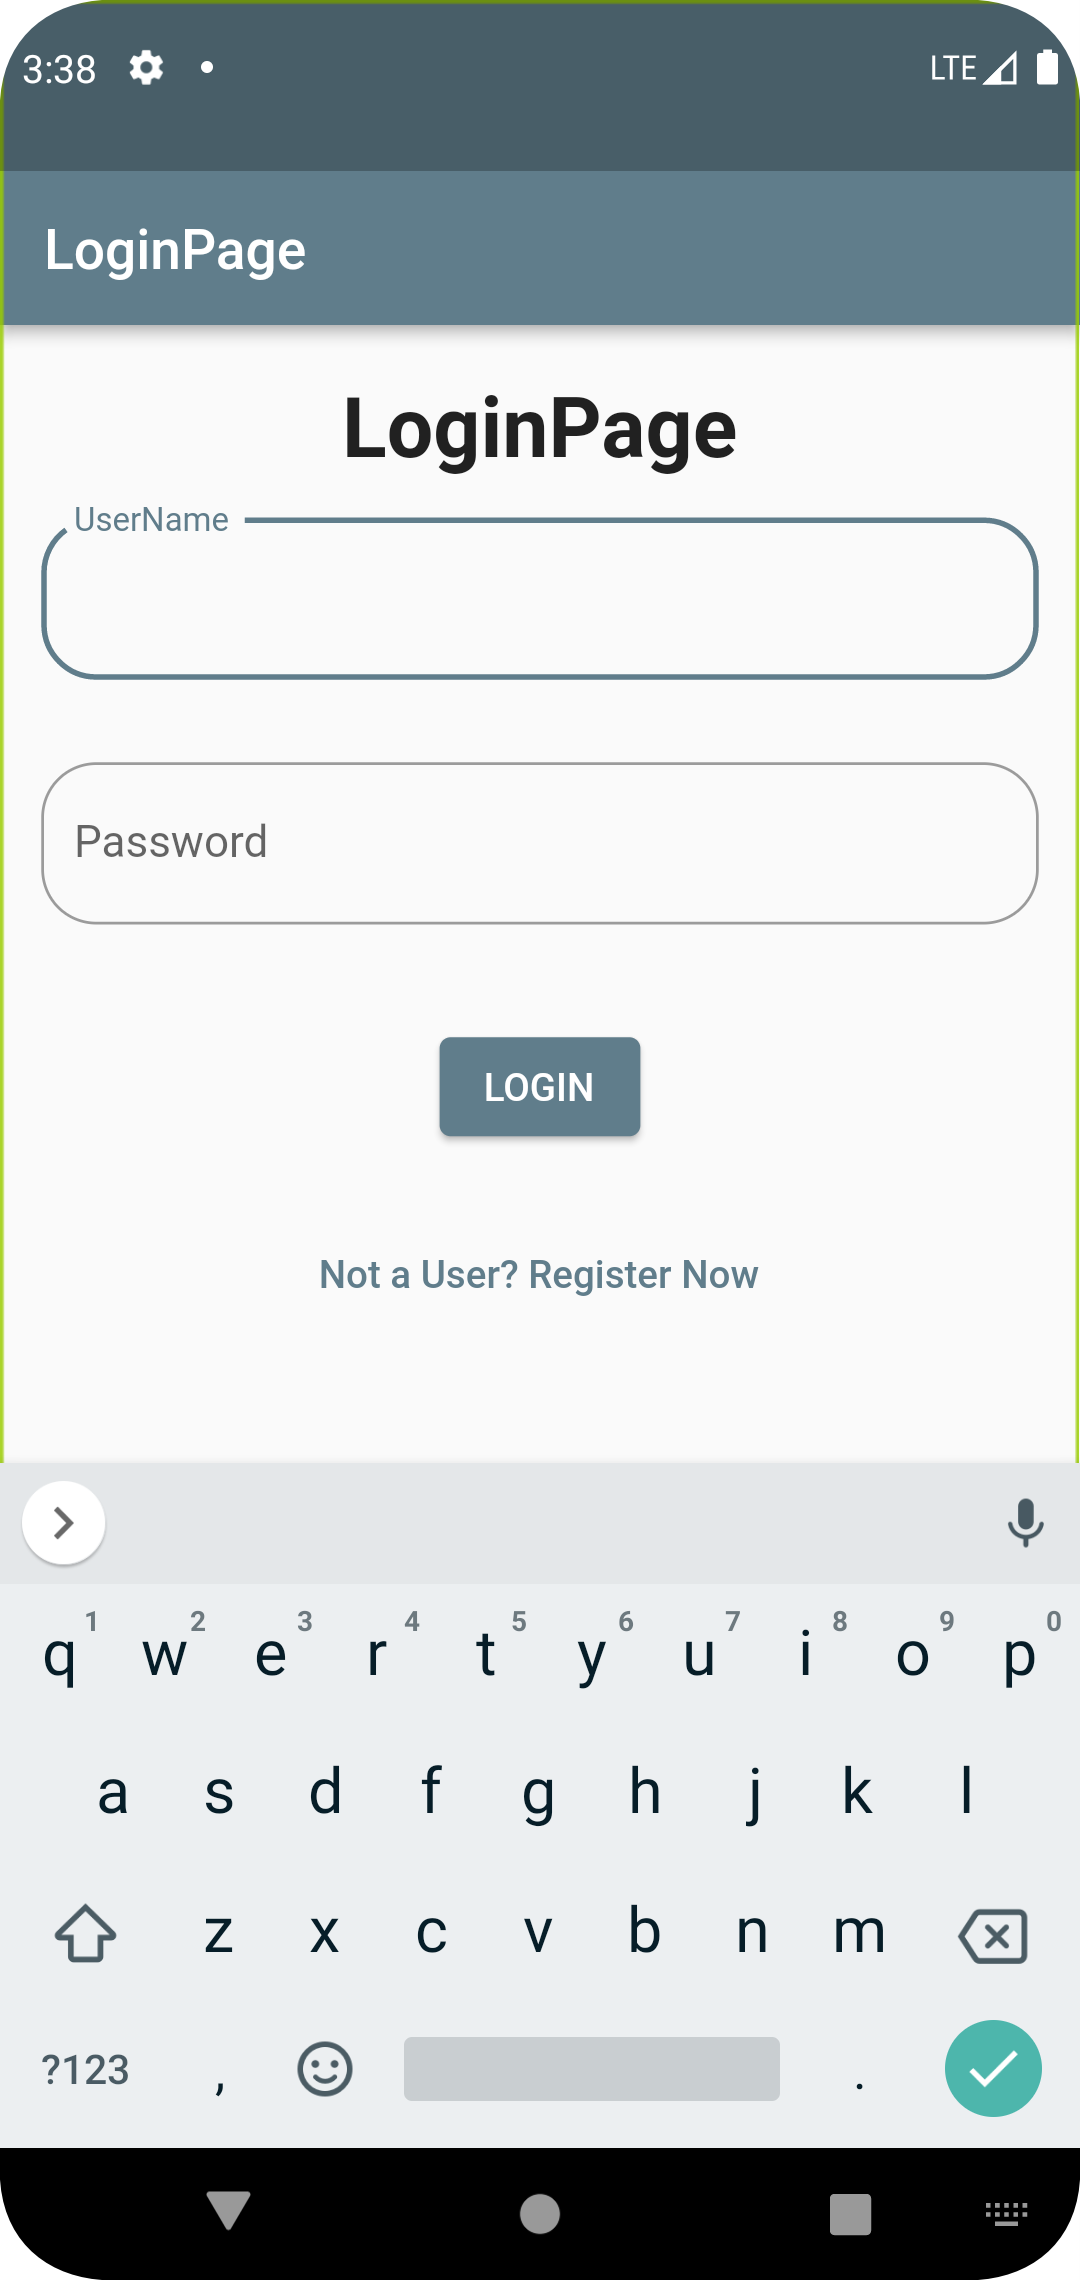 3:38 LTE
LoginPage
LoginPage
UserName
Password
LOGIN
Not a User? Register Now
1 2 3 4 5 6 7 8 9 0
q w e r t y u i o p
a s d f g h j k l
z x c v b n m
?123 , .